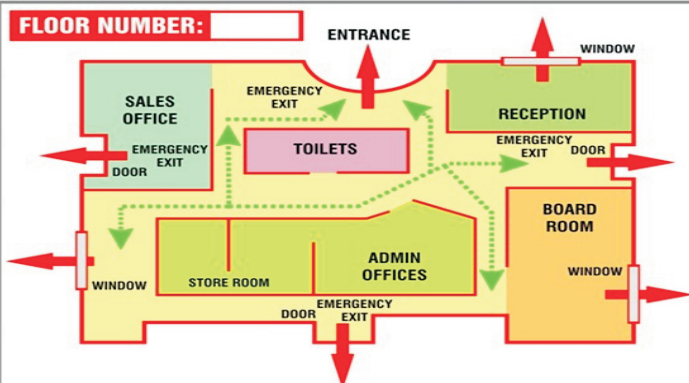 FLOOR NUMBER:
ENTRANCE
WINDOW
EMERGENCY
EXIT
SALES
OFFICE
RECEPTION
TOILETS
EMERGENCY
EXIT
DOOR
EMERGENCY
EXIT
DOOR
BOARD
ROOM
ADMIN
OFFICES
STORE ROOM
WINDOW
WINDOW
DOOR
EMERGENCY
EXIT